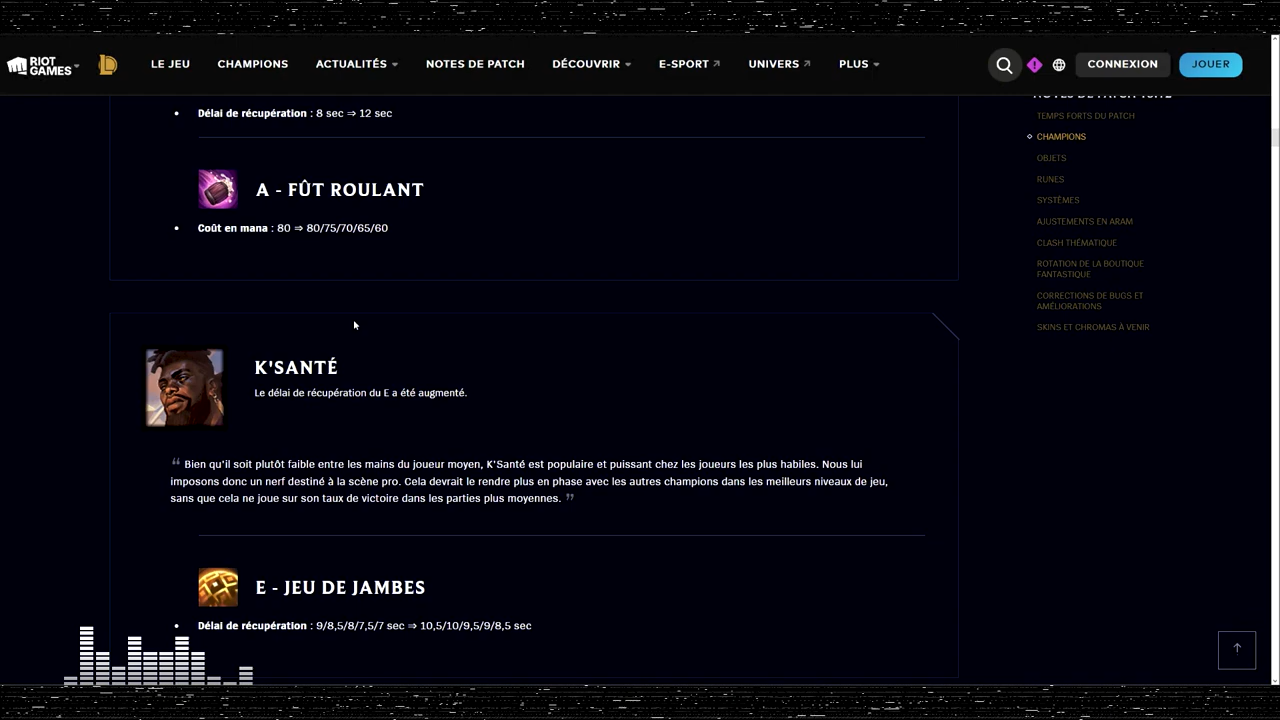 RIOT GAMES
LE JEU
CHAMPIONS
ACTUALITÉS
NOTES DE PATCH
DÉCOUVRIR
E-SPORT
UNIVERS
PLUS
CONNEXION
JOUER
Délai de récupération : 8 sec ⇒ 12 sec
A - FÛT ROULANT
Coût en mana : 80 ⇒ 80/75/70/65/60
K'SANTÉ
Le délai de récupération du E a été augmenté.
“ Bien qu'il soit plutôt faible entre les mains du joueur moyen, K'Santé est populaire et puissant chez les joueurs les plus habiles. Nous lui
imposons donc un nerf destiné à la scène pro. Cela devrait le rendre plus en phase avec les autres champions dans les meilleurs niveaux de jeu,
sans que cela ne joue sur son taux de victoire dans les parties plus moyennes. ”
E - JEU DE JAMBES
Délai de récupération : 9/8,5/8/7,5/7 sec ⇒ 10,5/10/9,5/9/8,5 sec
TEMPS FORTS DU PATCH
CHAMPIONS
OBJETS
RUNES
SYSTÈMES
AJUSTEMENTS EN ARAM
CLASH THÉMATIQUE
ROTATION DE LA BOUTIQUE
FANTASTIQUE
CORRECTIONS DE BUGS ET
AMÉLIORATIONS
SKINS ET CHROMAS À VENIR